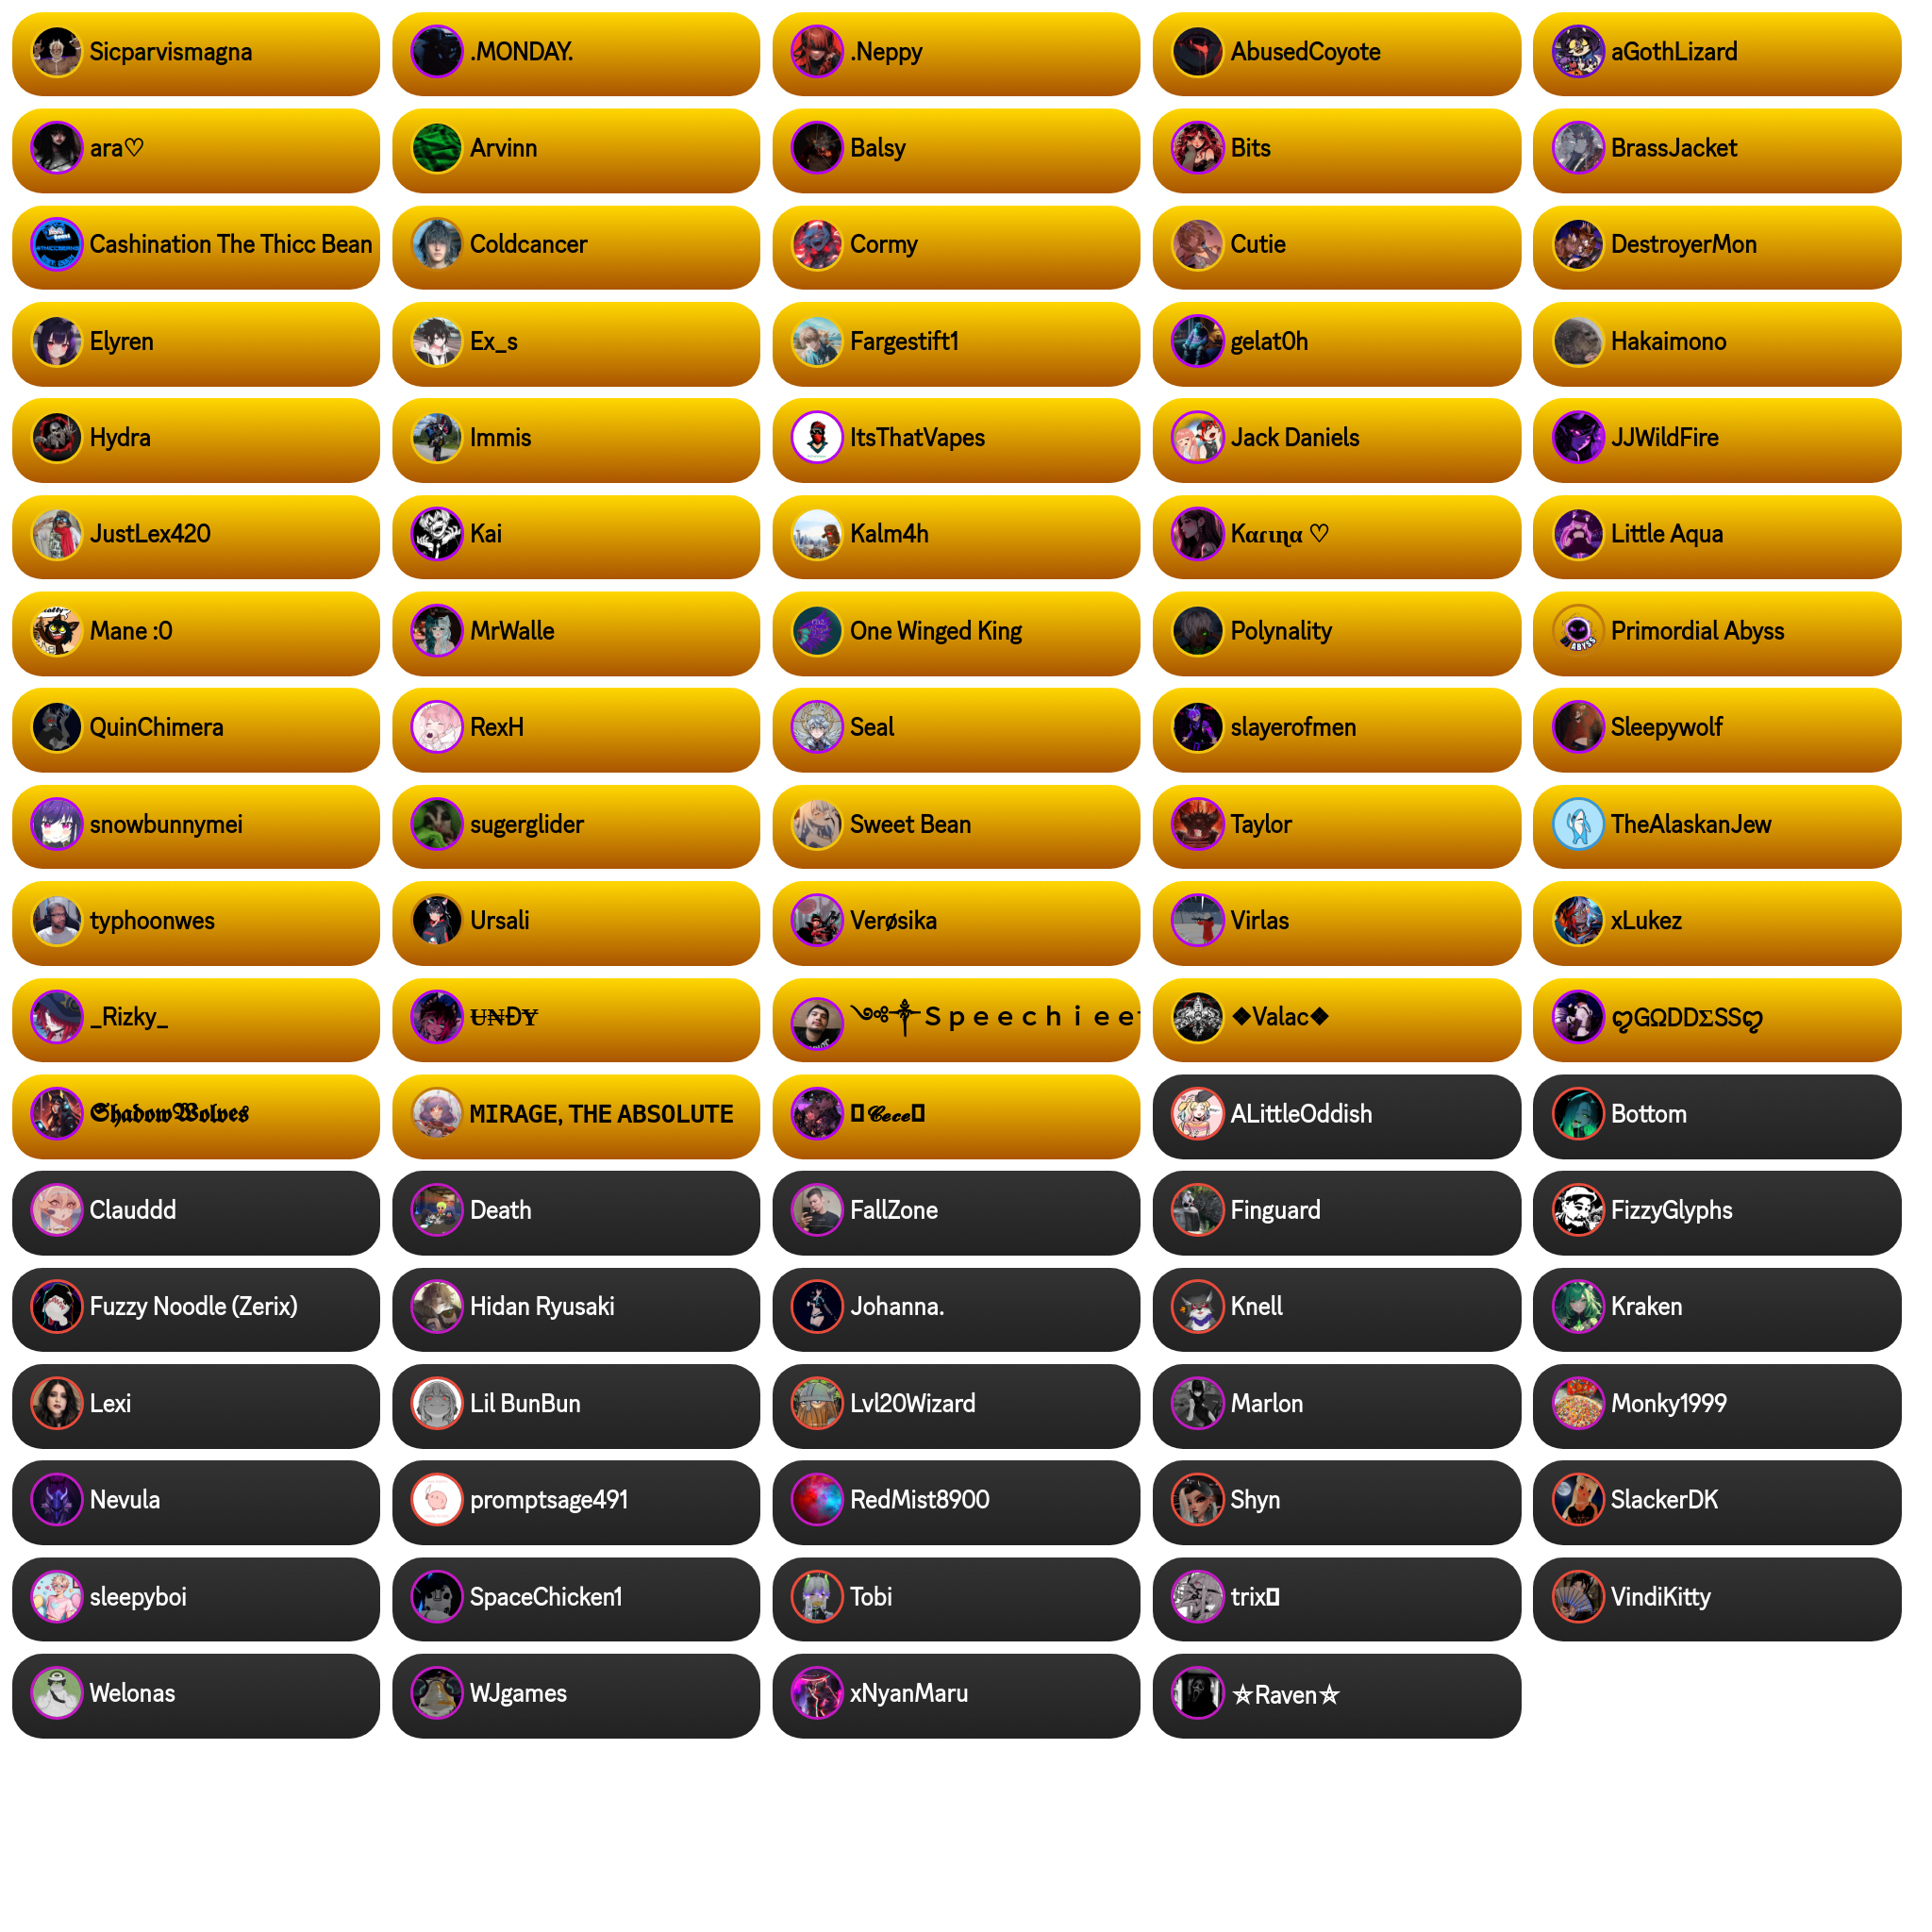 Sicparvismagna
.MONDAY.
.Neppy
AbusedCoyote
aGothLizard
ara♡
Arvinn
Balsy
Bits
BrassJacket
Cashination The Thicc Bean
Coldcancer
Cormy
Cutie
DestroyerMon
Elyren
Ex_s
Fargestift1
gelat0h
Hakaimono
Hydra
Immis
ItsThatVapes
Jack Daniels
JJWildFire
JustLex420
Kai
Kalm4h
Kαɾιɳα ♡
Little Aqua
Mane :0
MrWalle
One Winged King
Polynality
Primordial Abyss
QuinChimera
RexH
Seal
slayerofmen
Sleepywolf
snowbunnymei
sugerglider
Sweet Bean
Taylor
TheAlaskanJew
typhoonwes
Ursali
Verøsika
Virlas
xLukez
_Rizky_
U̶N̶ĐY̶
༺༒Ｓｐｅｅｃｈｉｅｅ
❖Valac❖
ღGΩDDΣSSღ
𝕾𝖍𝖆𝖉𝖔𝖜𝖂𝖔𝖑𝖛𝖊𝖘
MIRAGE, THE ABSOLUTE
𝓒𝓮𝓬𝓮
ALittleOddish
Bottom
Clauddd
Death
FallZone
Finguard
FizzyGlyphs
Fuzzy Noodle (Zerix)
Hidan Ryusaki
Johanna.
Knell
Kraken
Lexi
Lil BunBun
Lvl20Wizard
Marlon
Monky1999
Nevula
promptsage491
RedMist8900
Shyn
SlackerDK
sleepyboi
SpaceChicken1
Tobi
trix
VindiKitty
Welonas
WJgames
xNyanMaru
⛤Raven⛤